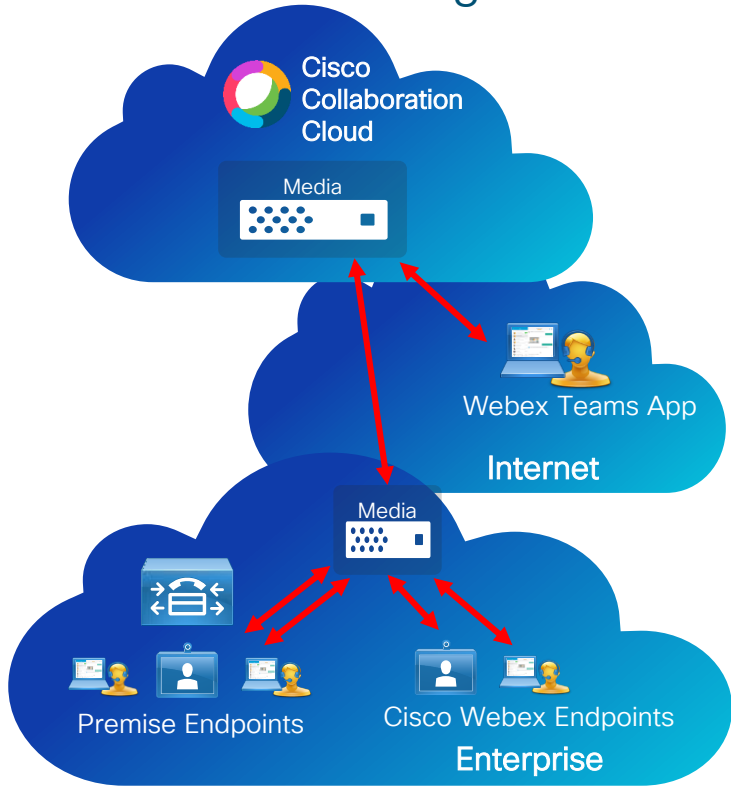 Cisco
Collaboration
Cloud
Media
Webex Teams App
Internet
Media
Premise Endpoints
Cisco Webex Endpoints
Enterprise